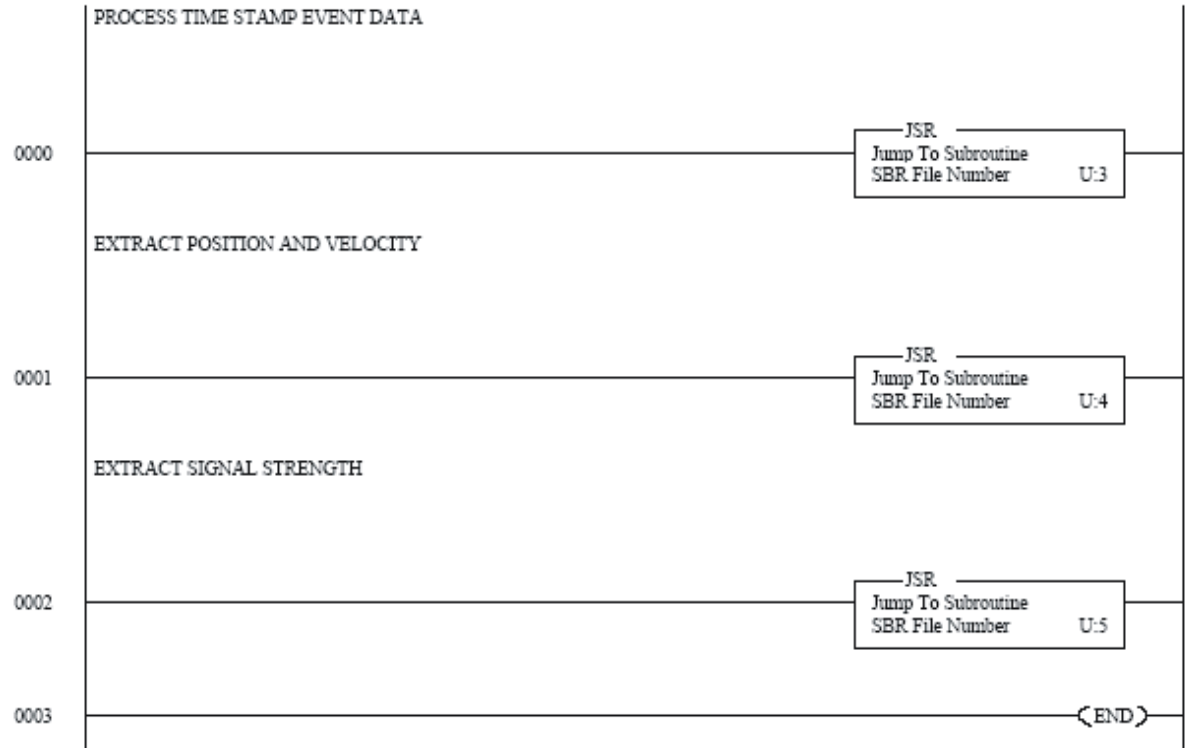 PROCESS TIME STAMP EVENT DATA
JSR
0000
Jump To Subroutine
SBR File Number U:3
EXTRACT POSITION AND VELOCITY
JSR
0001
Jump To Subroutine
SBR File Number U:4
EXTRACT SIGNAL STRENGTH
JSR
0002
Jump To Subroutine
SBR File Number U:5
0003
END